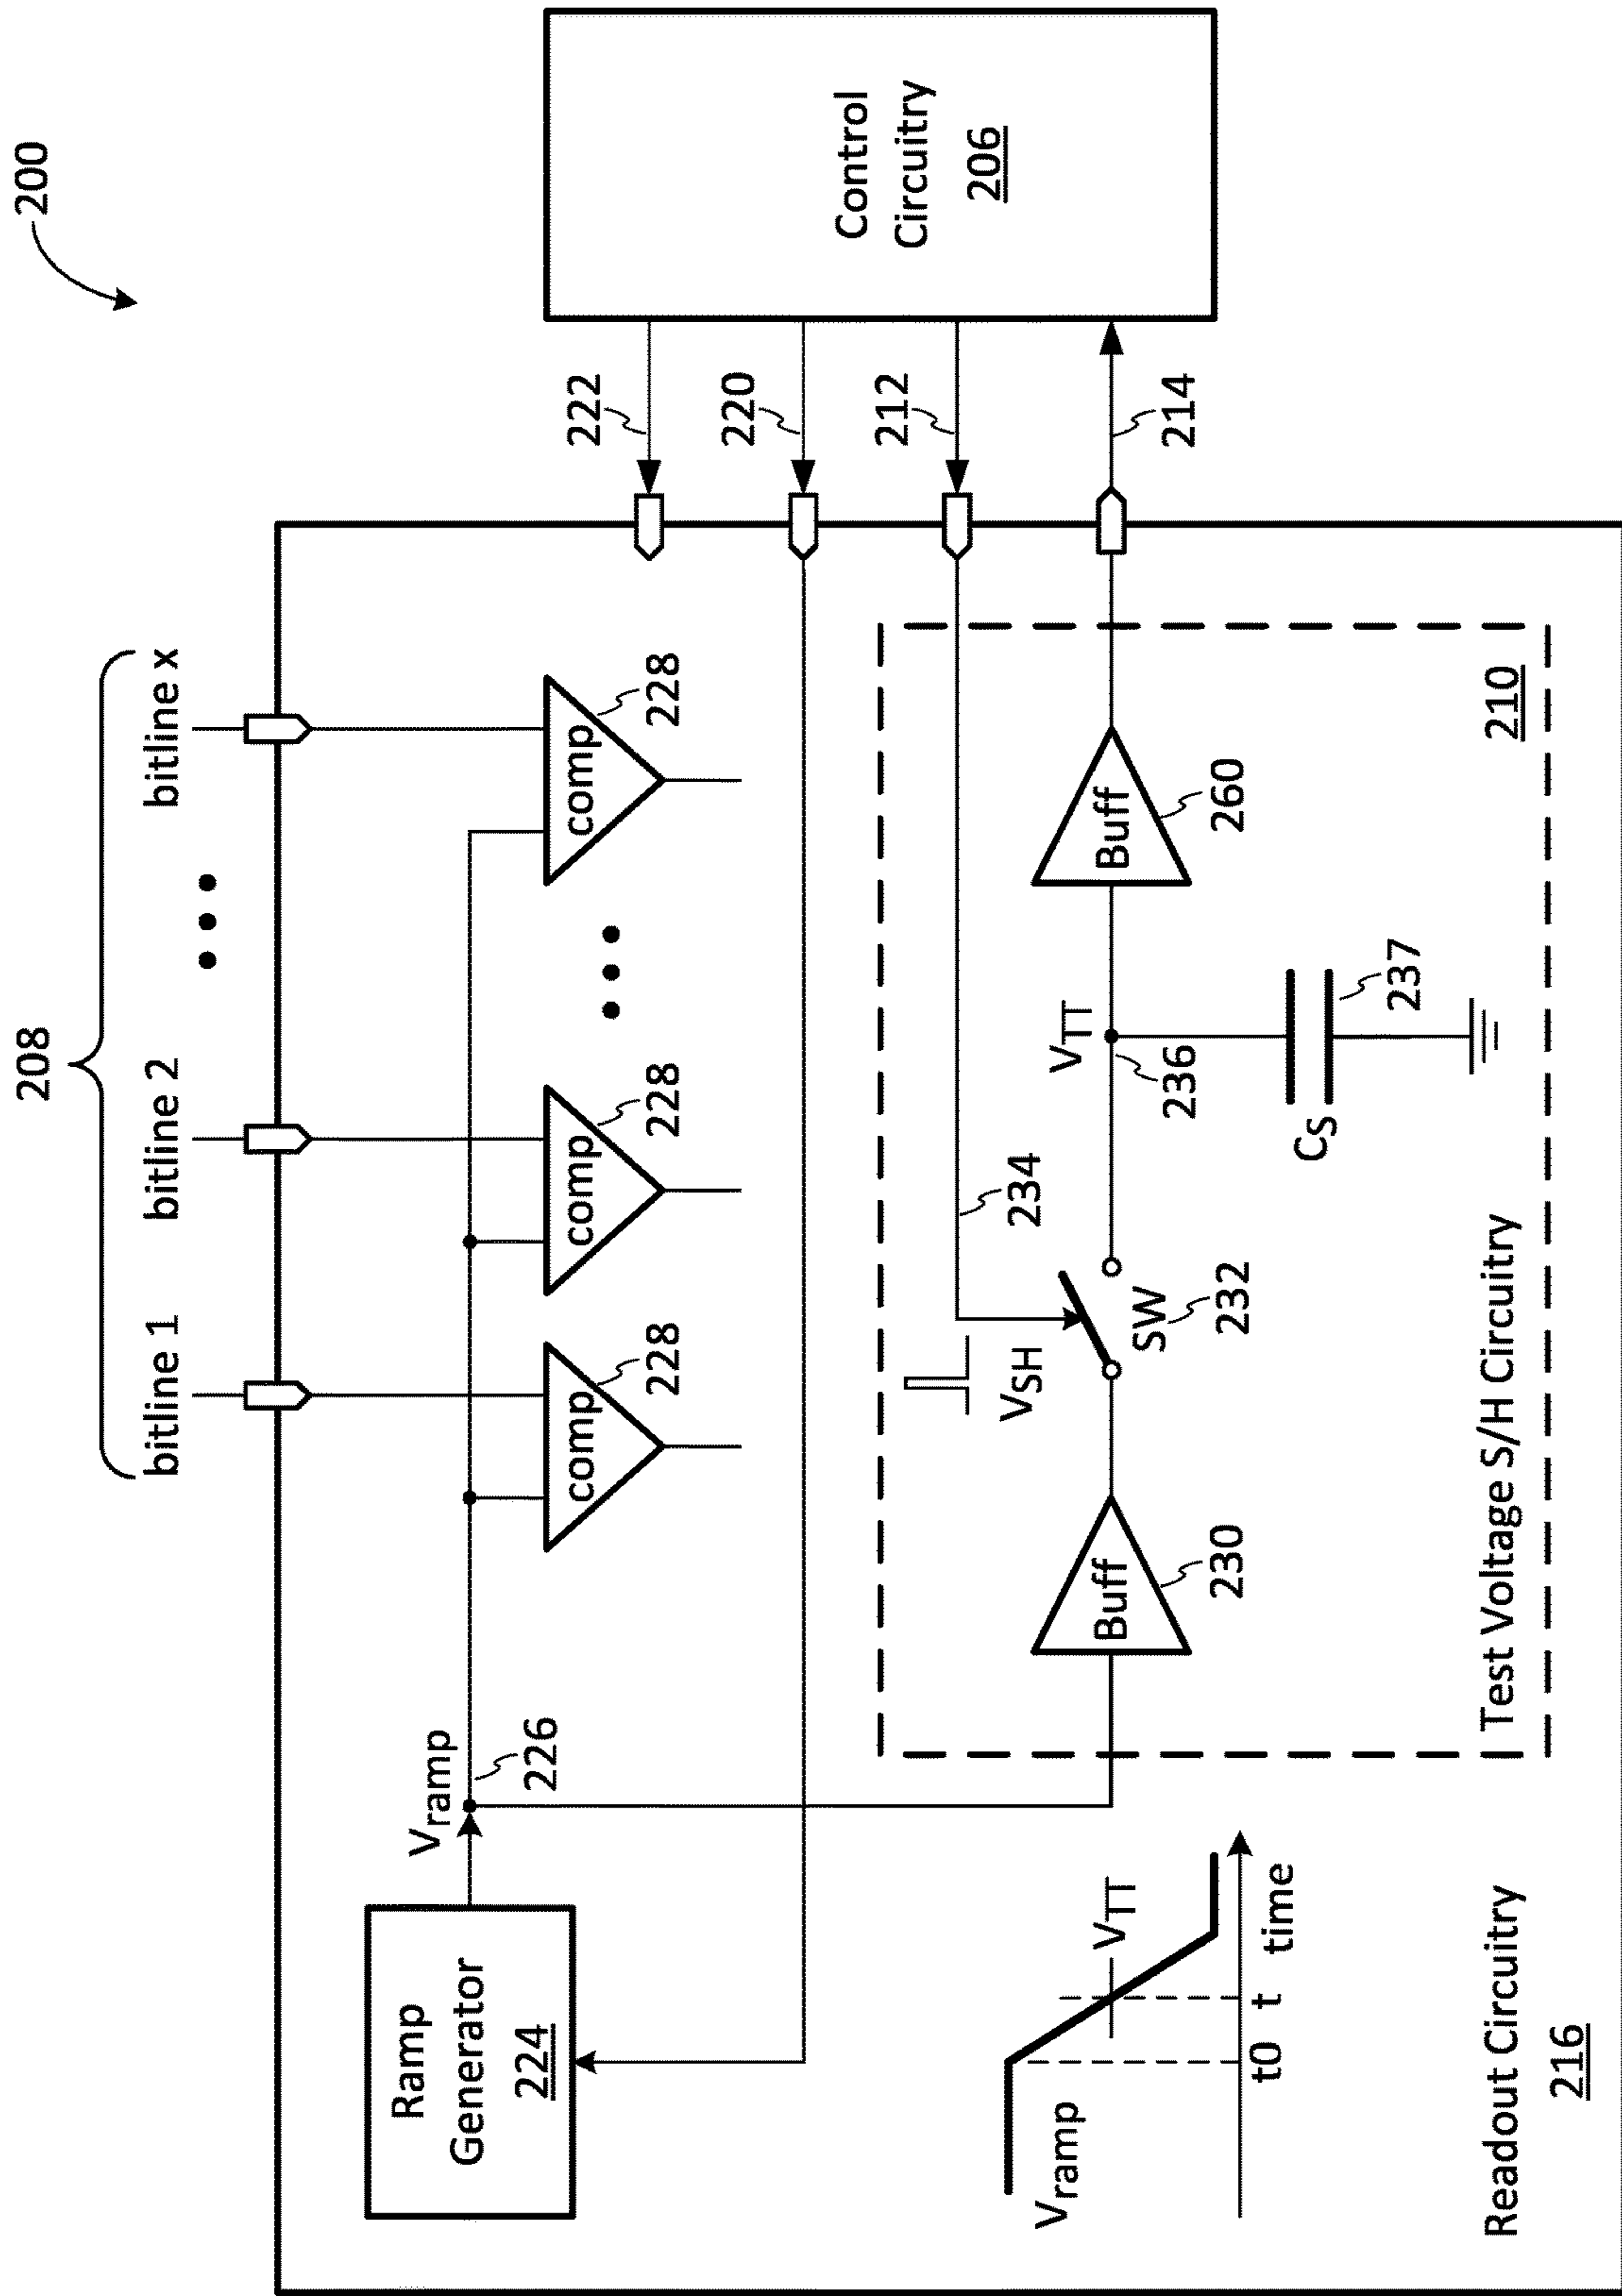 200
208
bitline 1
bitline 2
bitline x
Ramp
Generator
224
Vramp
226
comp
228
comp
228
comp
228
222
220
212
214
Control
Circuitry
206
VSH
234
SW
232
Buff
230
VTT
236
CS
237
Buff
260
Test Voltage S/H Circuitry
210
Vramp
VTT
t0
t
time
Readout Circuitry
216